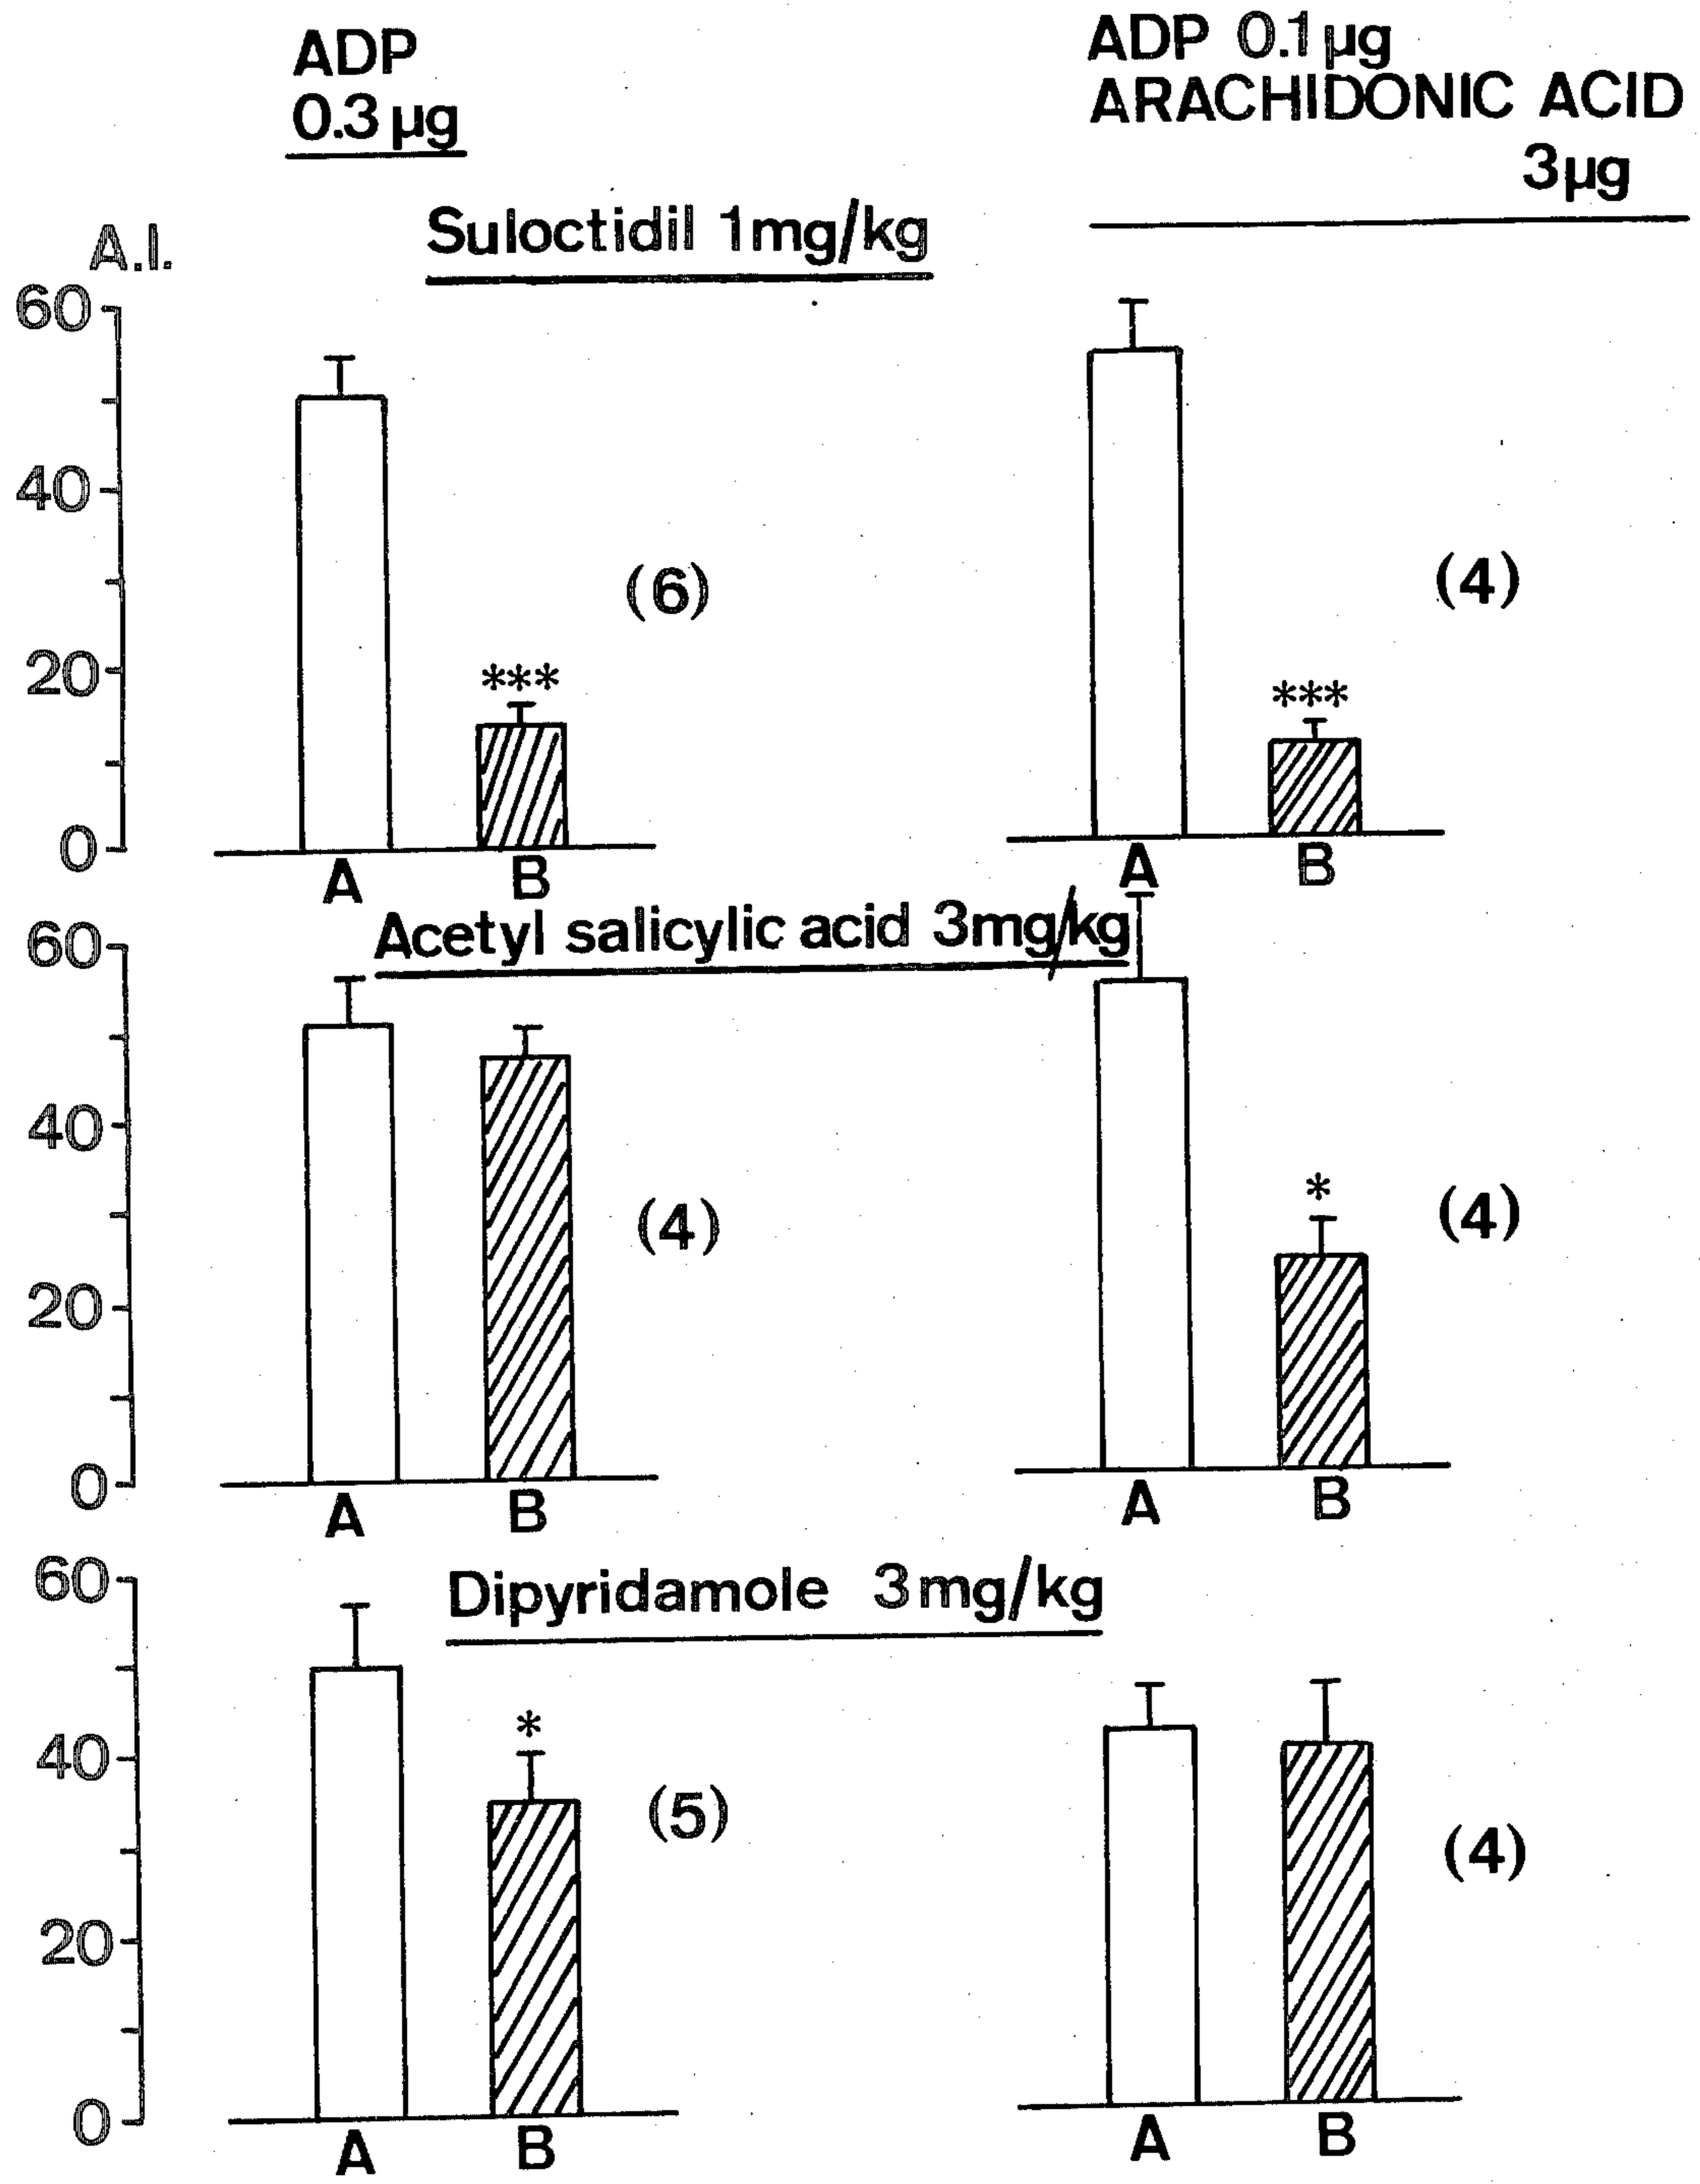 ADP
0.3 µg
ADP 0.1 µg
ARACHIDONIC ACID
3µg
Suloctidil 1mg/kg
A.I.
60
40
20
0
(6)
(4)
***
***
A
B
A
B
Acetyl salicylic acid 3mg/kg
60
40
20
0
(4)
(4)
*
A
B
A
B
Dipyridamole 3mg/kg
60
40
20
0
*
(5)
(4)
A
B
A
B